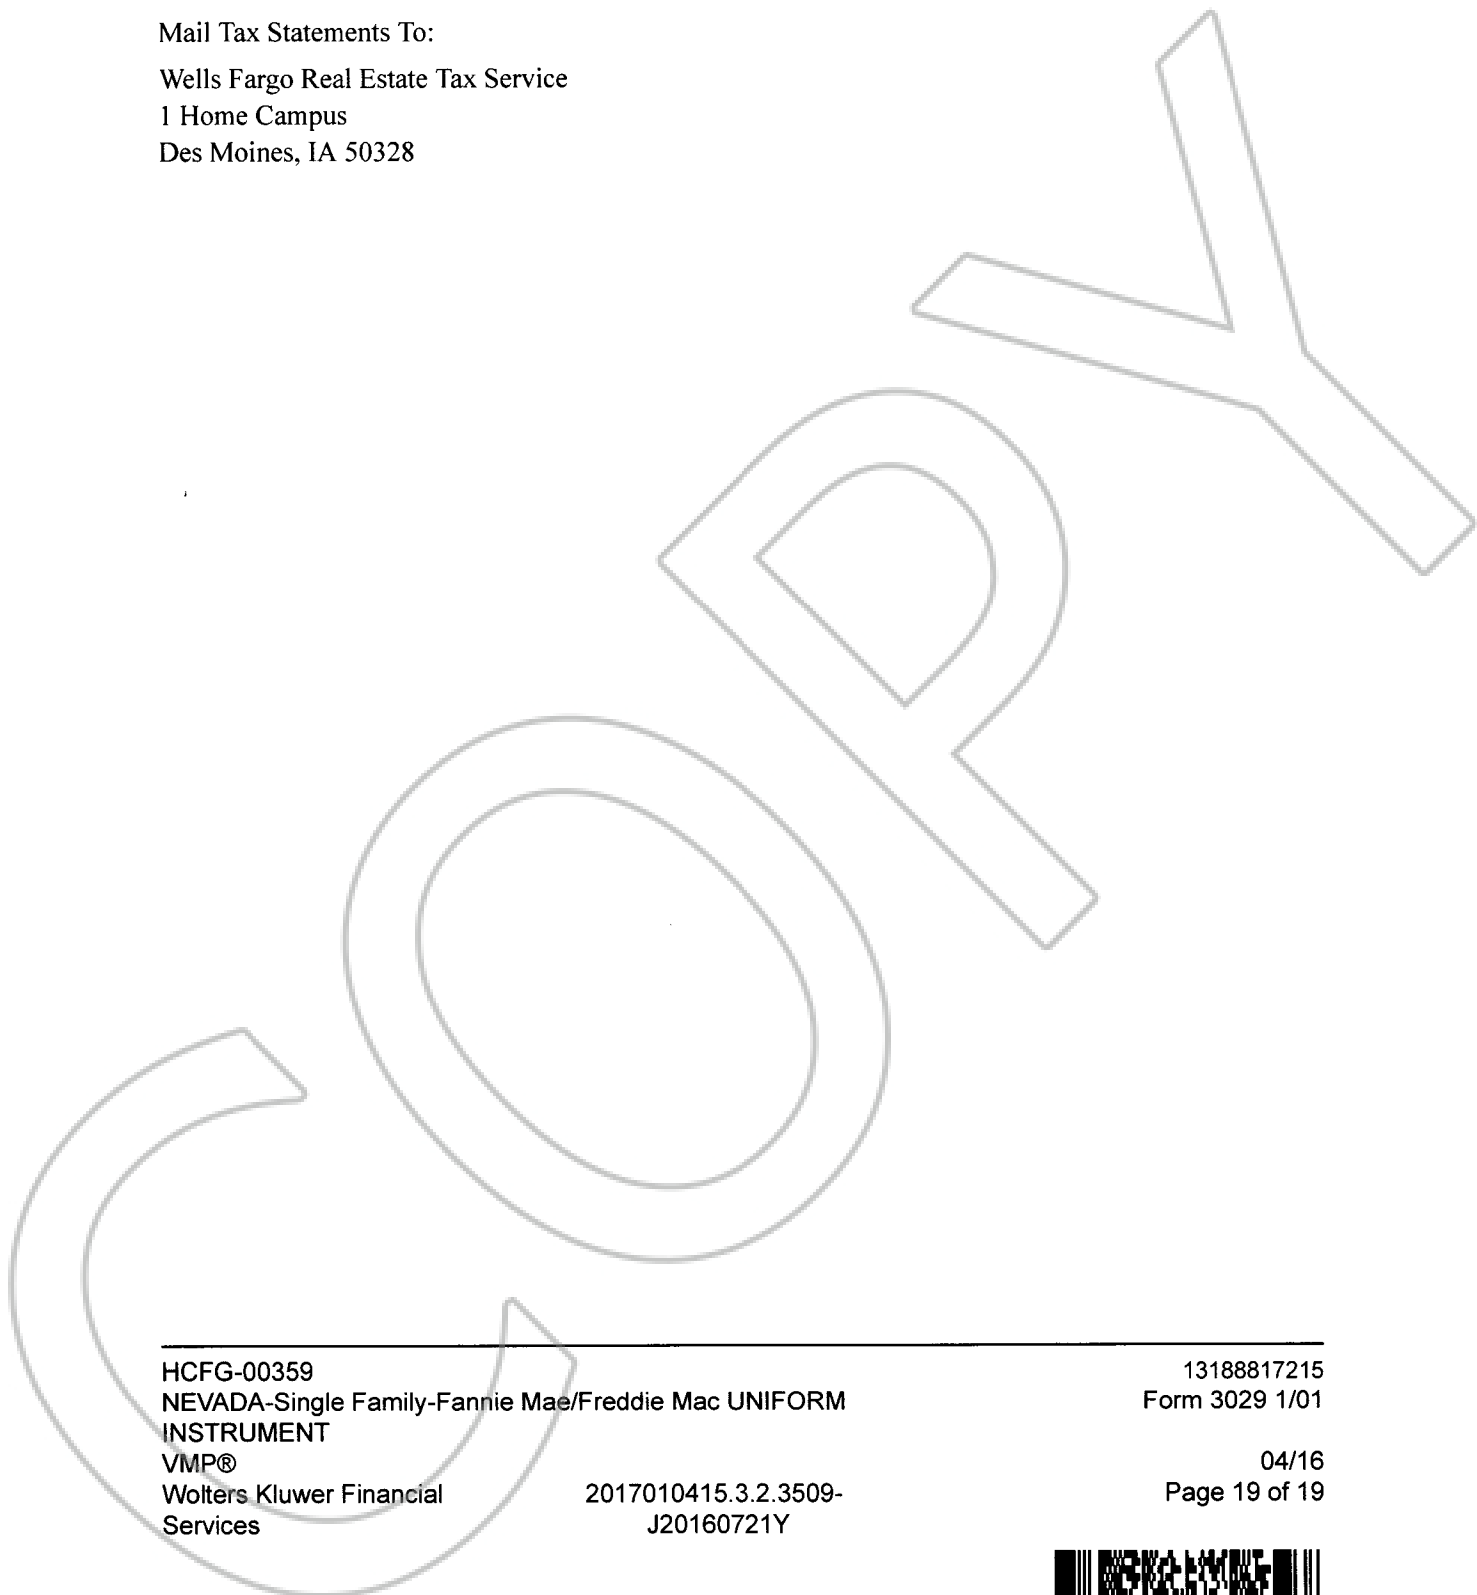 Mail Tax Statements To:
Wells Fargo Real Estate Tax Service
1 Home Campus
Des Moines, IA 50328
COPY
HCFG-00359 13188817215
NEVADA-Single Family-Fannie Mae/Freddie Mac UNIFORM Form 3029 1/01
INSTRUMENT
VMP® 04/16
Wolters Kluwer Financial 2017010415.3.2.3509- Page 19 of 19
Services J20160721Y